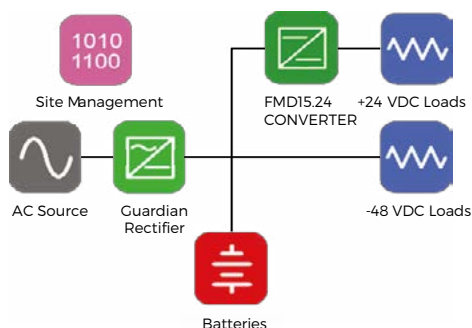 1010
1100
Site Management
FMD15.24
CONVERTER
+24 VDC Loads
AC Source
Guardian
Rectifier
-48 VDC Loads
Batteries